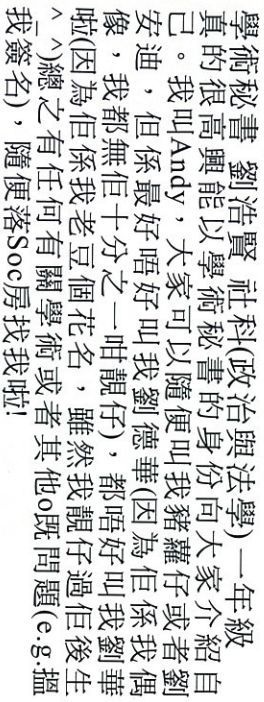 學術秘書 劉浩賢 社科(政治與法學)一年級
真的很高興能以學術秘書的身份向大家介紹自
己。我叫Andy，大家可以隨便叫我豬蘿仔或者劉
安迪，但係最好唔好叫我劉德華(因為佢係我偶
像，我都無佢十分之一咁靚仔)，都唔好叫我劉華
啦(因為佢係我老豆個花名，雖然我靚仔過佢後生
^_^)總之有任何有關學術或者其他o既問題(e.g.搵
我簽名)，隨便落Soc房找我啦!